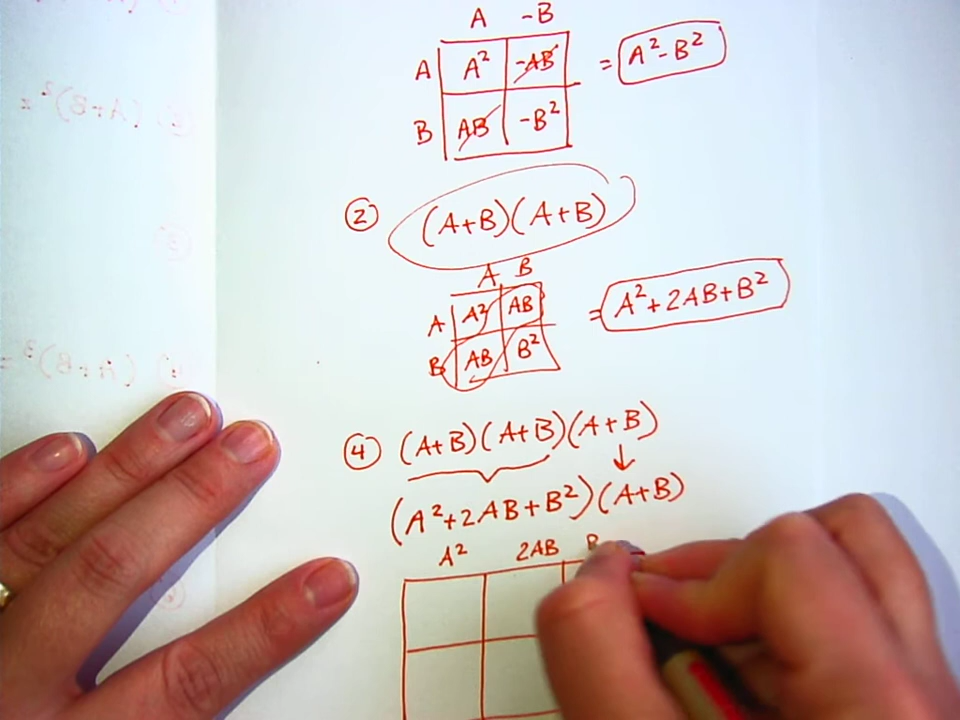 A -B
A A² -AB = A²-B²
B AB -B²
② (A+B)(A+B)
A B
A A² AB = A²+2AB+B²
B AB B²
④ (A+B)(A+B)(A+B)
(A²+2AB+B²)(A+B)
A² 2AB B